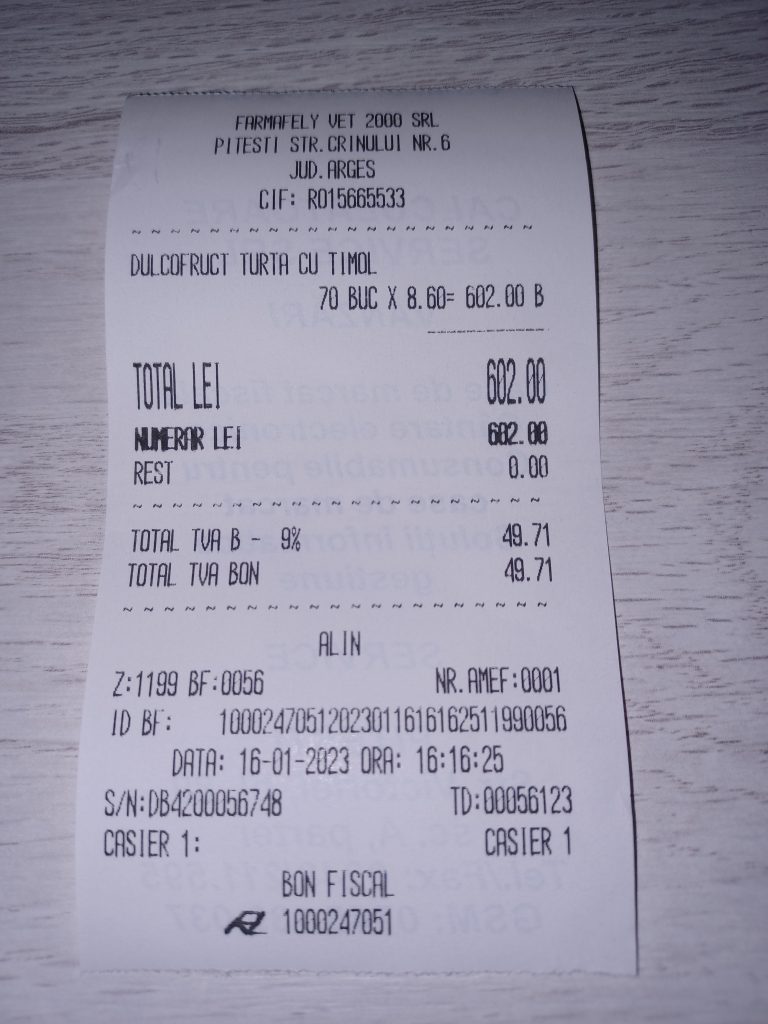 FARMAFELY VET 2000 SRL
PITESTI STR.CRINULUI NR.6
JUD.ARGES
CIF: RO15665533
DULCOFRUCT TURTA CU TIMOL
70 BUC X 8.60= 602.00 B
TOTAL LEI 602.00
NUMERAR LEI 602.00
REST 0.00
TOTAL TVA B - 9% 49.71
TOTAL TVA BON 49.71
ALIN
Z:1199 BF:0056 NR.AMEF:0001
ID BF: 10002470512023011616162511990056
DATA: 16-01-2023 ORA: 16:16:25
S/N:DB4200056748 TD:00056123
CASIER 1: CASIER 1
BON FISCAL
1000247051